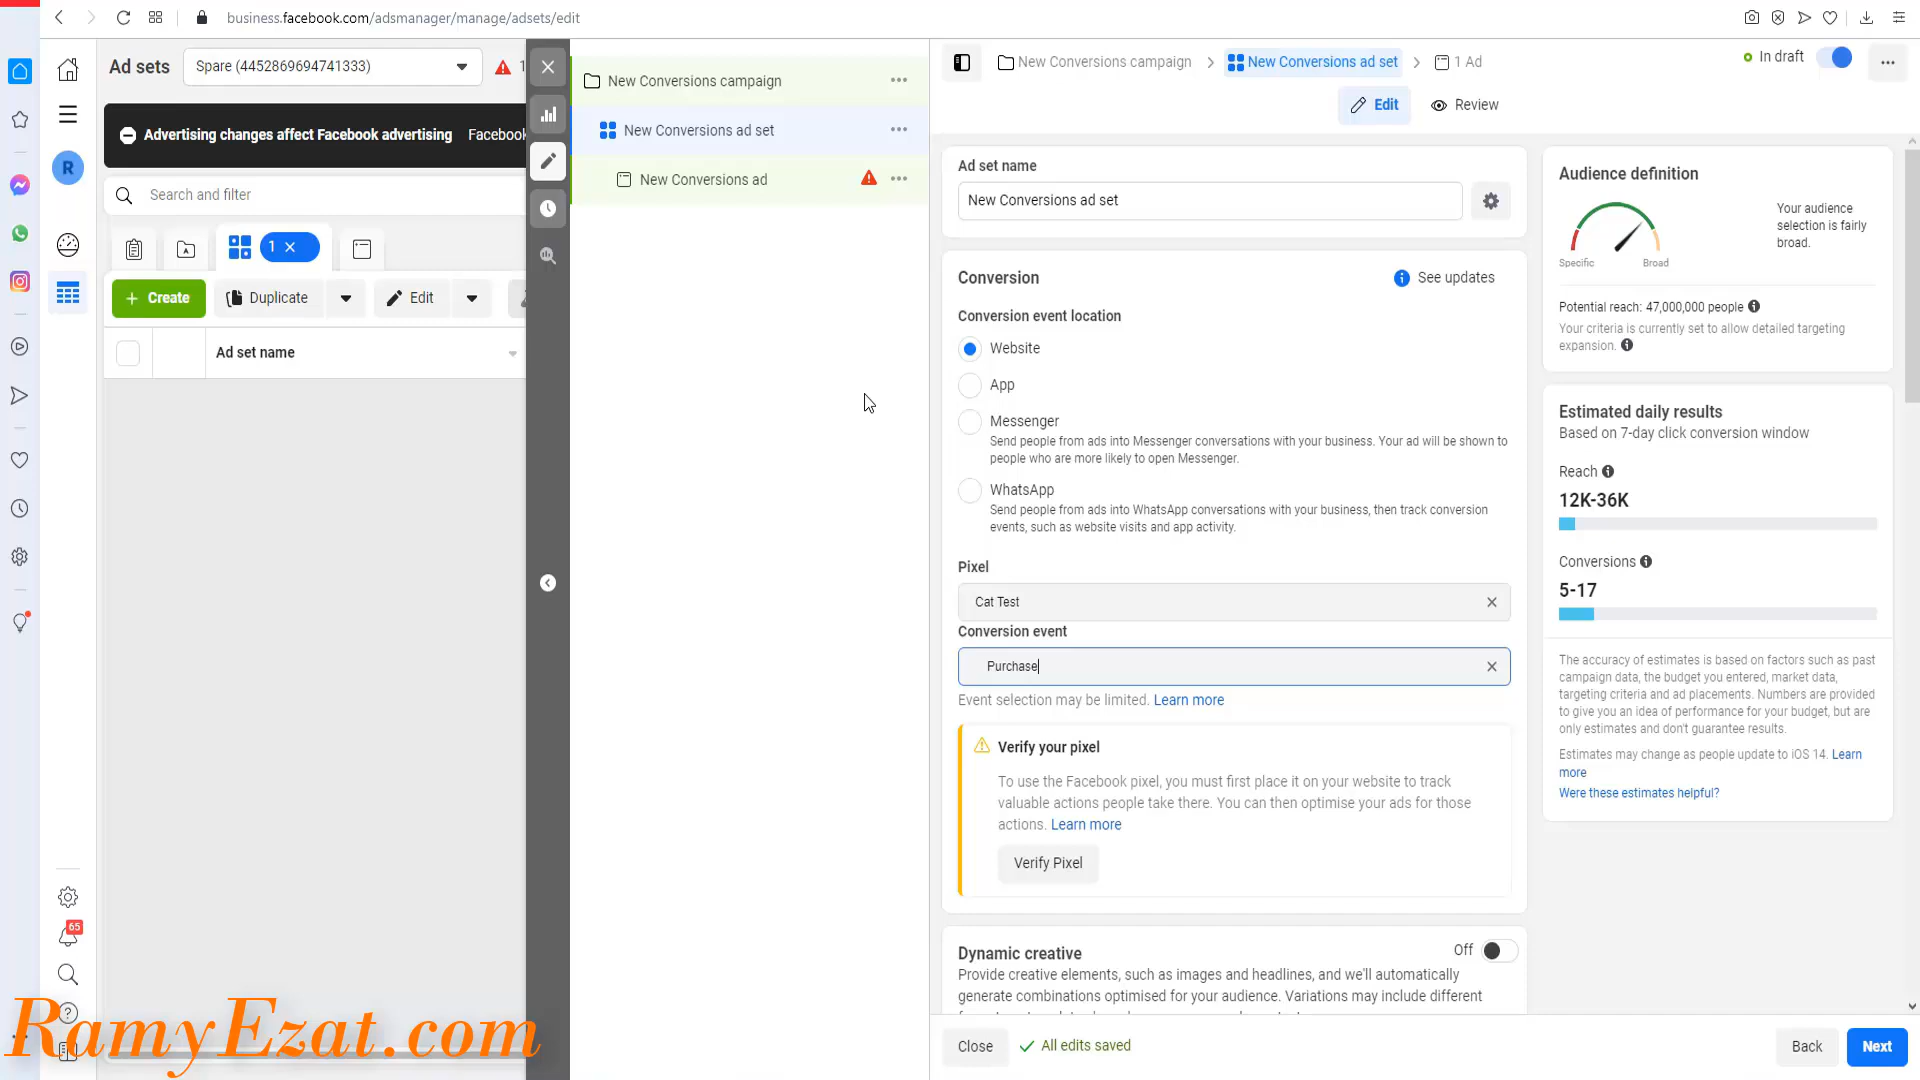 business.facebook.com/adsmanager/manage/adsets/edit
Ad sets
Spare (4452869694741333)
1
Advertising changes affect Facebook advertising
Facebook
R
Search and filter
1
Create
Duplicate
Edit
Ad set name
65
RamyEzat.com
New Conversions campaign
New Conversions ad set
New Conversions ad
New Conversions campaign
New Conversions ad set
1 Ad
In draft
Edit
Review
Ad set name
New Conversions ad set
Conversion
See updates
Conversion event location
Website
App
Messenger
Send people from ads into Messenger conversations with your business. Your ad will be shown to
people who are more likely to open Messenger.
WhatsApp
Send people from ads into WhatsApp conversations with your business, then track conversion
events, such as website visits and app activity.
Pixel
Cat Test
Conversion event
Purchase
Event selection may be limited. Learn more
Verify your pixel
To use the Facebook pixel, you must first place it on your website to track
valuable actions people take there. You can then optimise your ads for those
actions. Learn more
Verify Pixel
Dynamic creative
Off
Provide creative elements, such as images and headlines, and we'll automatically
generate combinations optimised for your audience. Variations may include different
Close
All edits saved
Back
Next
Audience definition
Your audience
selection is fairly
broad.
Specific
Broad
Potential reach: 47,000,000 people
Your criteria is currently set to allow detailed targeting
expansion.
Estimated daily results
Based on 7-day click conversion window
Reach
12K-36K
Conversions
5-17
The accuracy of estimates is based on factors such as past
campaign data, the budget you entered, market data,
targeting criteria and ad placements. Numbers are provided
to give you an idea of performance for your budget, but are
only estimates and don't guarantee results.
Estimates may change as people update to iOS 14. Learn
more
Were these estimates helpful?